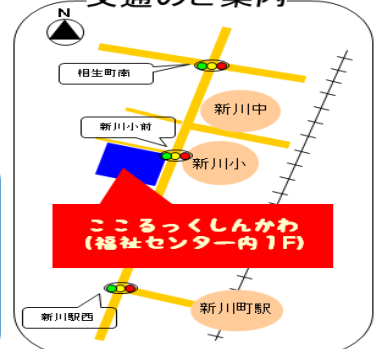 交通のご案内
N
相生町南
新川中
新川小前
新川小
こころっくしんかわ
(福祉センター内1F)
新川町駅
新川駅西